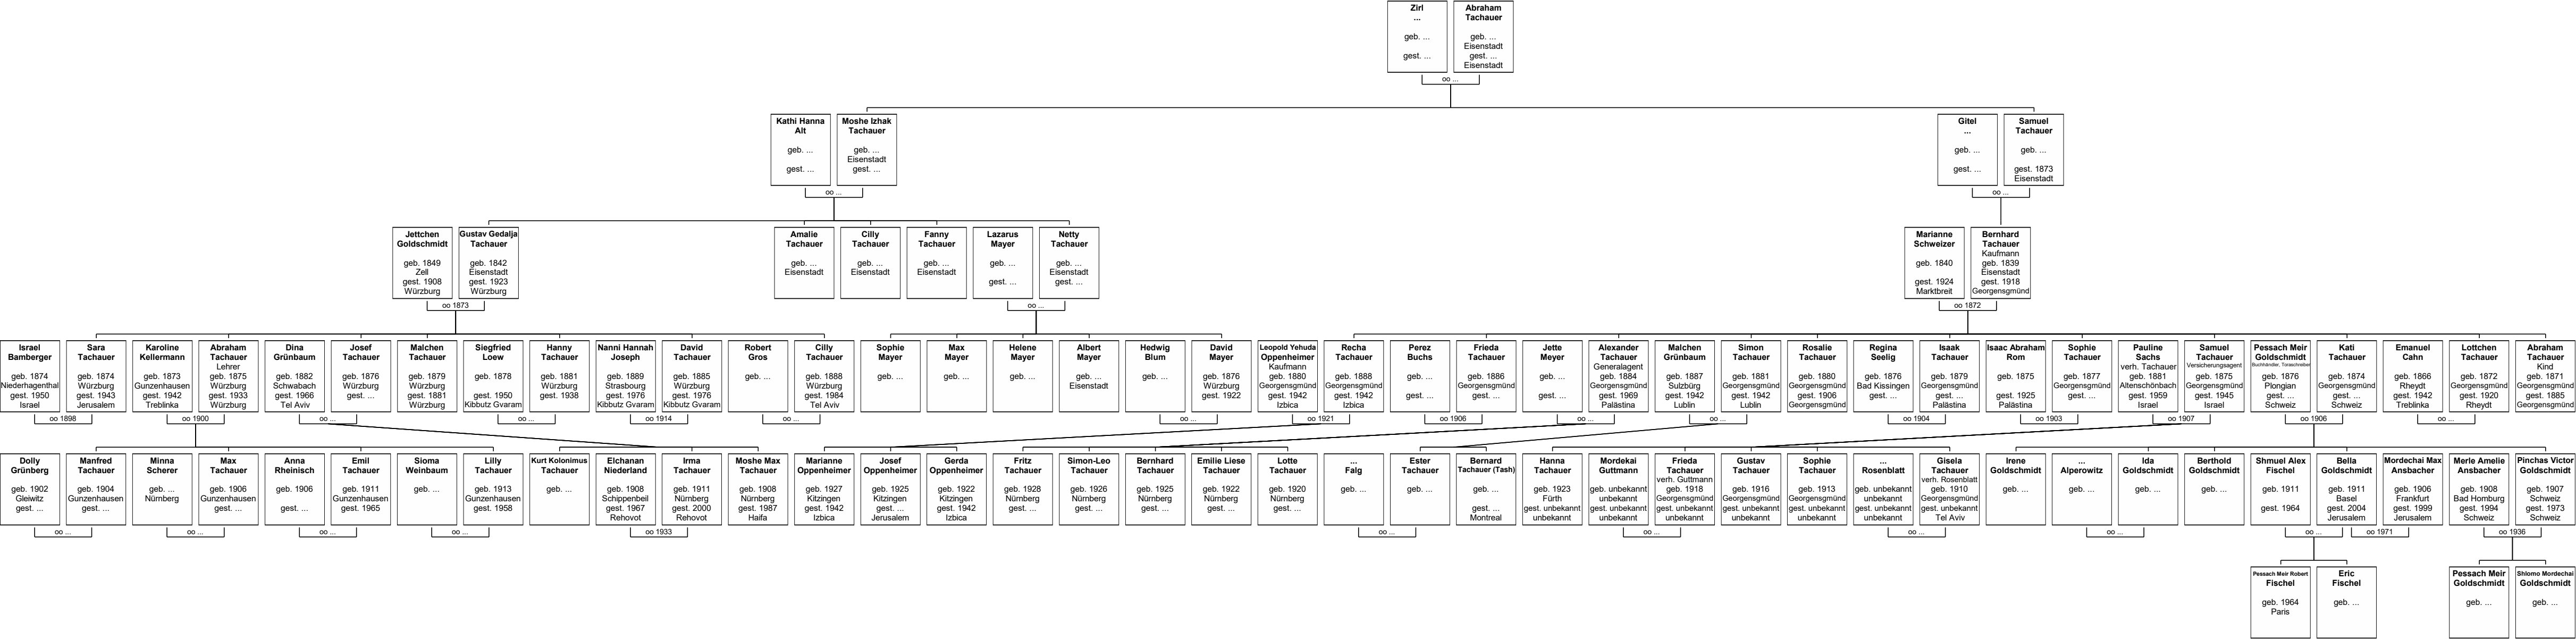 Zirl
...
geb. ...
gest. ...
Abraham
Tachauer
geb. ...
Eisenstadt
gest. ...
Eisenstadt
oo ...
Kathi Hanna
Alt
geb. ...
gest. ...
Moshe Izhak
Tachauer
geb. ...
Eisenstadt
gest. ...
oo ...
Gitel
...
geb. ...
gest. ...
Samuel
Tachauer
geb. ...
gest. 1873
Eisenstadt
oo ...
Jettchen
Goldschmidt
geb. 1849
Zell
gest. 1908
Würzburg
Gustav Gedalja
Tachauer
geb. 1842
Eisenstadt
gest. 1923
Würzburg
oo 1873
Amalie
Tachauer
geb. ...
Eisenstadt
Cilly
Tachauer
geb. ...
Eisenstadt
Fanny
Tachauer
geb. ...
Eisenstadt
Lazarus
Mayer
geb. ...
gest. ...
Netty
Tachauer
geb. ...
Eisenstadt
gest. ...
oo ...
Marianne
Schweizer
geb. 1840
gest. 1924
Marktbreit
Bernhard
Tachauer
Kaufmann
geb. 1839
Eisenstadt
gest. 1918
Georgensgmünd
oo 1872
Israel
Bamberger
geb. 1874
Niederhagenthal
gest. 1950
Israel
Sara
Tachauer
geb. 1874
Würzburg
gest. 1943
Jerusalem
oo 1898
Karoline
Kellermann
geb. 1873
Gunzenhausen
gest. 1942
Treblinka
Abraham
Tachauer
Lehrer
geb. 1875
Würzburg
gest. 1933
Würzburg
oo 1900
Dina
Grünbaum
geb. 1882
Schwabach
gest. 1966
Tel Aviv
Josef
Tachauer
geb. 1876
Würzburg
gest. ...
oo ...
Malchen
Tachauer
geb. 1879
Würzburg
gest. 1881
Würzburg
Siegfried
Loew
geb. 1878
gest. 1950
Kibbutz Gvaram
Hanny
Tachauer
geb. 1881
Würzburg
gest. 1938
oo ...
Nanni Hannah
Joseph
geb. 1889
Strasbourg
gest. 1976
Kibbutz Gvaram
David
Tachauer
geb. 1885
Würzburg
gest. 1976
Kibbutz Gvaram
oo 1914
Robert
Gros
geb. ...
Cilly
Tachauer
geb. 1888
Würzburg
gest. 1984
Tel Aviv
oo ...
Sophie
Mayer
geb. ...
Max
Mayer
geb. ...
Helene
Mayer
geb. ...
Albert
Mayer
geb. ...
Eisenstadt
Hedwig
Blum
geb. ...
David
Mayer
geb. 1876
Würzburg
gest. 1922
oo ...
Leopold Yehuda
Oppenheimer
Kaufmann
geb. 1880
Georgensgmünd
gest. 1942
Izbica
Recha
Tachauer
geb. 1888
Georgensgmünd
gest. 1942
Izbica
oo 1921
Perez
Buchs
geb. ...
Frieda
Tachauer
geb. 1886
Georgensgmünd
gest. ...
oo 1906
Jette
Meyer
geb. ...
gest. ...
Alexander
Tachauer
Generalagent
geb. 1884
Georgensgmünd
gest. 1969
Palästina
oo ...
Malchen
Grünbaum
geb. 1887
Sulzbürg
gest. 1942
Lublin
Simon
Tachauer
geb. 1881
Georgensgmünd
gest. 1942
Lublin
oo ...
Rosalie
Tachauer
geb. 1880
Georgensgmünd
gest. 1906
Georgensgmünd
Regina
Seelig
geb. 1876
Bad Kissingen
gest. ...
Isaak
Tachauer
geb. 1879
Georgensgmünd
gest. ...
Palästina
oo 1904
Isaac Abraham
Rom
geb. 1875
gest. 1925
Palästina
Sophie
Tachauer
geb. 1877
Georgensgmünd
gest. ...
oo 1903
Pauline
Sachs
verh. Tachauer
geb. 1881
Altenschönbach
gest. 1959
Israel
Samuel
Tachauer
Versicherungsagent
geb. 1875
Georgensgmünd
gest. 1945
Israel
oo 1907
Pessach Meir
Goldschmidt
Buchhändler, Toraschreiber
geb. 1876
Plongian
gest. ...
Schweiz
Kati
Tachauer
geb. 1874
Georgensgmünd
gest. ...
Schweiz
oo 1906
Emanuel
Cahn
geb. 1866
Rheydt
gest. 1942
Treblinka
Lottchen
Tachauer
geb. 1872
Georgensgmünd
gest. 1920
Rheydt
oo ...
Abraham
Tachauer
Kind
geb. 1871
Georgensgmünd
gest. 1885
Georgensgmünd
Dolly
Grünberg
geb. 1902
Gleiwitz
gest. ...
Manfred
Tachauer
geb. 1904
Gunzenhausen
gest. ...
oo ...
Minna
Scherer
geb. ...
Nürnberg
Max
Tachauer
geb. 1906
Gunzenhausen
gest. ...
oo ...
Anna
Rheinisch
geb. 1906
gest. ...
Emil
Tachauer
geb. 1911
Gunzenhausen
gest. 1965
oo ...
Sioma
Weinbaum
geb. ...
Lilly
Tachauer
geb. 1913
Gunzenhausen
gest. 1958
oo ...
Kurt Kolonimus
Tachauer
geb. ...
Elchanan
Niederland
geb. 1908
Schippenbeil
gest. 1967
Rehovot
Irma
Tachauer
geb. 1911
Nürnberg
gest. 2000
Rehovot
oo 1933
Moshe Max
Tachauer
geb. 1908
Nürnberg
gest. 1987
Haifa
Marianne
Oppenheimer
geb. 1927
Kitzingen
gest. 1942
Izbica
Josef
Oppenheimer
geb. 1925
Kitzingen
gest. ...
Jerusalem
Gerda
Oppenheimer
geb. 1922
Kitzingen
gest. 1942
Izbica
Fritz
Tachauer
geb. 1928
Nürnberg
gest. ...
Simon-Leo
Tachauer
geb. 1926
Nürnberg
gest. ...
Bernhard
Tachauer
geb. 1925
Nürnberg
gest. ...
Emilie Liese
Tachauer
geb. 1922
Nürnberg
gest. ...
Lotte
Tachauer
geb. 1920
Nürnberg
gest. ...
...
Falg
geb. ...
Ester
Tachauer
geb. ...
oo ...
Bernard
Tachauer (Tash)
geb. ...
gest. ...
Montreal
Hanna
Tachauer
geb. 1923
Fürth
gest. unbekannt
unbekannt
Mordekai
Guttmann
geb. unbekannt
unbekannt
gest. unbekannt
unbekannt
Frieda
Tachauer
verh. Guttmann
geb. 1918
Georgensgmünd
gest. unbekannt
unbekannt
oo ...
Gustav
Tachauer
geb. 1916
Georgensgmünd
gest. unbekannt
unbekannt
Sophie
Tachauer
geb. 1913
Georgensgmünd
gest. unbekannt
unbekannt
...
Rosenblatt
geb. unbekannt
unbekannt
gest. unbekannt
unbekannt
Gisela
Tachauer
verh. Rosenblatt
geb. 1910
Georgensgmünd
gest. unbekannt
Tel Aviv
oo ...
Irene
Goldschmidt
geb. ...
...
Alperowitz
geb. ...
Ida
Goldschmidt
geb. ...
oo ...
Berthold
Goldschmidt
geb. ...
Shmuel Alex
Fischel
geb. 1911
gest. 1964
Bella
Goldschmidt
geb. 1911
Basel
gest. 2004
Jerusalem
oo ...
Mordechai Max
Ansbacher
geb. 1906
Frankfurt
gest. 1999
Jerusalem
oo 1971
Merle Amelie
Ansbacher
geb. 1908
Bad Homburg
gest. 1994
Schweiz
Pinchas Victor
Goldschmidt
geb. 1907
Schweiz
gest. 1973
Schweiz
oo 1936
Pessach Meir Robert
Fischel
geb. 1964
Paris
Eric
Fischel
geb. ...
Pessach Meir
Goldschmidt
geb. ...
Shlomo Mordechai
Goldschmidt
geb. ...